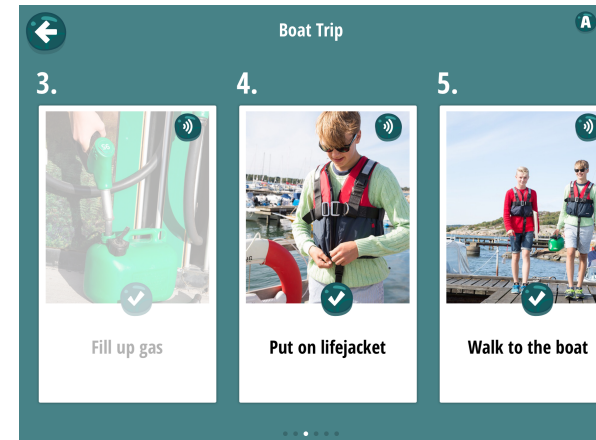 Boat Trip
A
3.
4.
5.
Fill up gas
Put on lifejacket
Walk to the boat